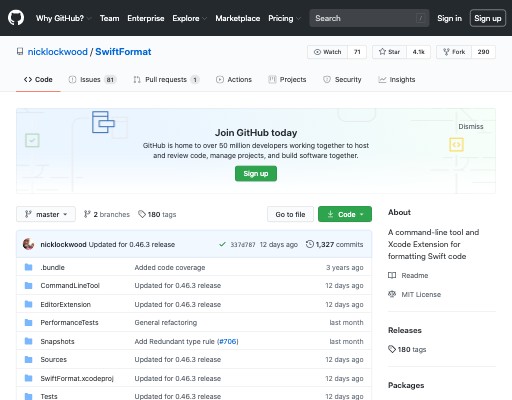 Why GitHub? Team Enterprise Explore Marketplace Pricing Search / Sign in Sign up
nicklockwood / SwiftFormat Watch 71 Star 4.1k Fork 290
Code Issues 81 Pull requests 1 Actions Projects Security Insights
Dismiss
Join GitHub today
GitHub is home to over 50 million developers working together to host
and review code, manage projects, and build software together.
Sign up
master 2 branches 180 tags Go to file Code
nicklockwood Updated for 0.46.3 release 337d767 12 days ago 1,327 commits
.bundle Added code coverage 3 years ago
CommandLineTool Updated for 0.46.3 release 12 days ago
EditorExtension Updated for 0.46.3 release 12 days ago
PerformanceTests General refactoring last month
Snapshots Add Redundant type rule (#706) last month
Sources Updated for 0.46.3 release 12 days ago
SwiftFormat.xcodeproj Updated for 0.46.3 release 12 days ago
Tests Updated for 0.46.3 release 12 days ago
About
A command-line tool and
Xcode Extension for
formatting Swift code
Readme
MIT License
Releases
180 tags
Packages